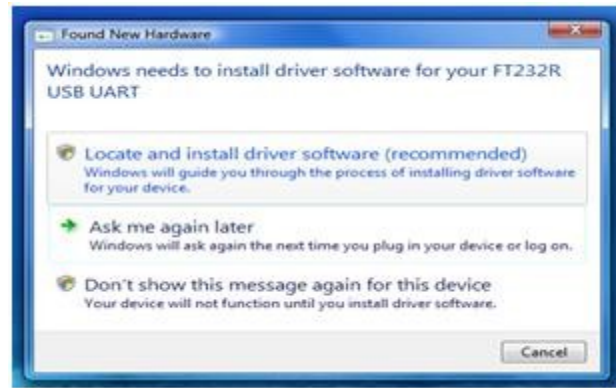 Found New Hardware
Windows needs to install driver software for your FT232R
USB UART
Locate and install driver software (recommended)
Windows will guide you through the process of installing driver software
for your device.
Ask me again later
Windows will ask again the next time you plug in your device or log on.
Don't show this message again for this device
Your device will not function until you install driver software.
Cancel